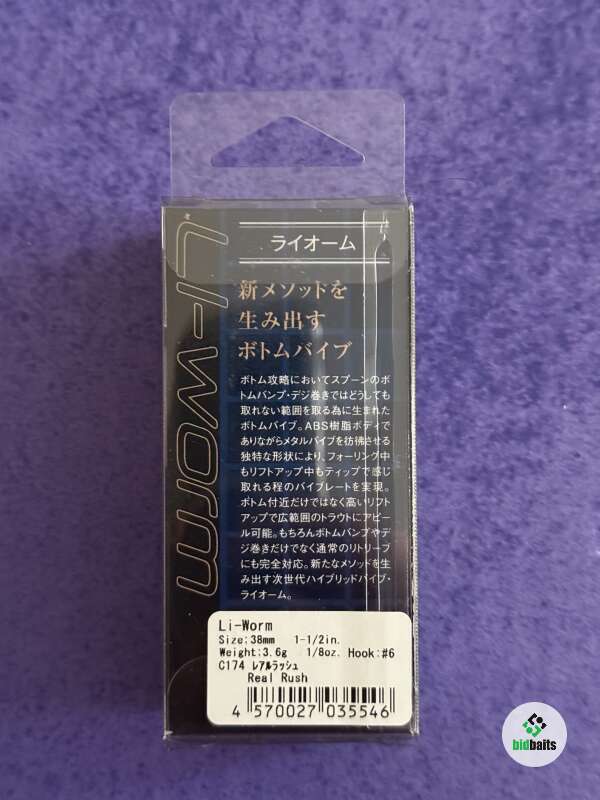 Li-worm
ライオーム
新メソッドを
生み出す
ボトムバイブ
ボトム攻略においてスプーンのボ
トムバンプ・デジ巻きではどうしても
取れない範囲を取る為に生まれた
ボトムバイブ。ABS樹脂ボディで
ありながらメタルバイブを彷彿させる
独特な形状により、フォーリング中
もリフトアップ中もティップで感じ
取れる程のバイブレートを実現。
ボトム付近だけではなく高いリフト
アップで広範囲のトラウトにアピー
ル可能。もちろんボトムバンプやデ
ジ巻きだけでなく通常のリトリーブ
にも完全対応。新たなメソッドを生
み出す次世代ハイブリッドバイブ・
ライオーム。
Li-Worm
Size:38mm 1-1/2in.
Weight:3.6g 1/8oz. Hook:#6
C174 レアルラッシュ
Real Rush
4 570027 035546
bidbaits